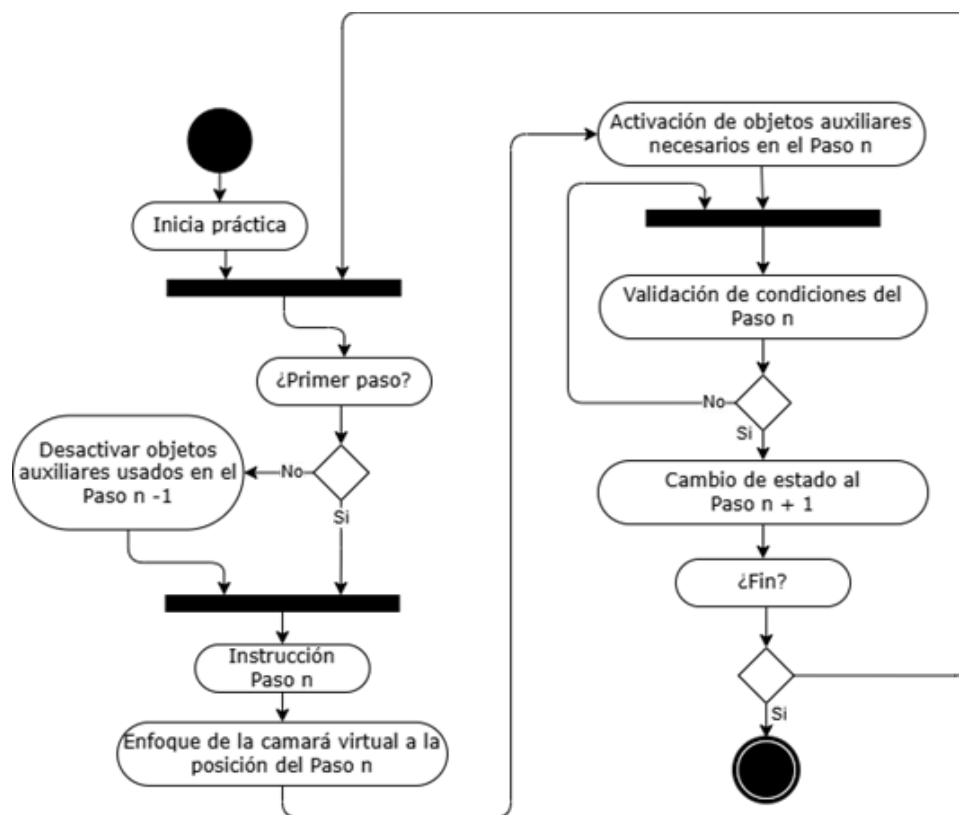 Inicia práctica
¿Primer paso?
No
Si
Desactivar objetos
auxiliares usados en el
Paso n -1
Instrucción
Paso n
Enfoque de la camará virtual a la
posición del Paso n
Activación de objetos auxiliares
necesarios en el Paso n
Validación de condiciones del
Paso n
No
Si
Cambio de estado al
Paso n + 1
¿Fin?
Si